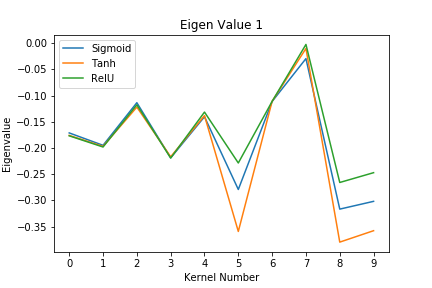 Eigen Value 1
Sigmoid
Tanh
RelU
Eigenvalue
0.00
−0.05
−0.10
−0.15
−0.20
−0.25
−0.30
−0.35
0 1 2 3 4 5 6 7 8 9
Kernel Number